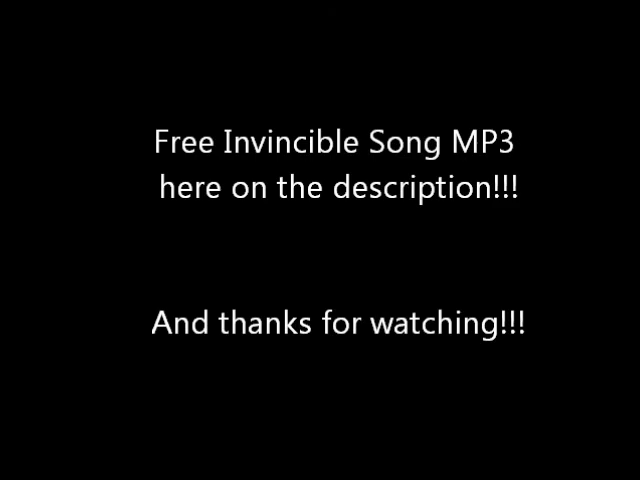 Free Invincible Song MP3
here on the description!!!
And thanks for watching!!!